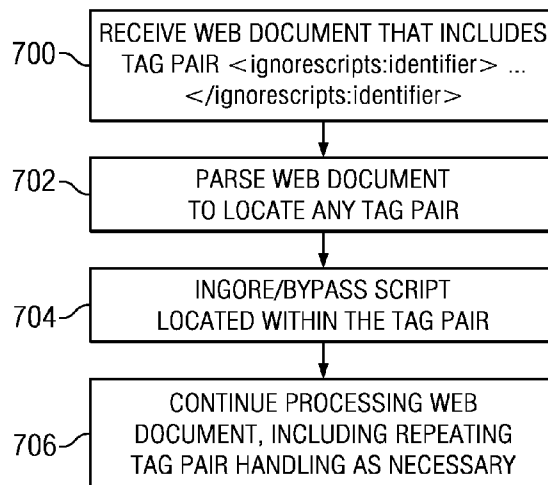 700
RECEIVE WEB DOCUMENT THAT INCLUDES
TAG PAIR <ignorescripts:identifier> ...
</ignorescripts:identifier>
702
PARSE WEB DOCUMENT
TO LOCATE ANY TAG PAIR
704
INGORE/BYPASS SCRIPT
LOCATED WITHIN THE TAG PAIR
706
CONTINUE PROCESSING WEB
DOCUMENT, INCLUDING REPEATING
TAG PAIR HANDLING AS NECESSARY